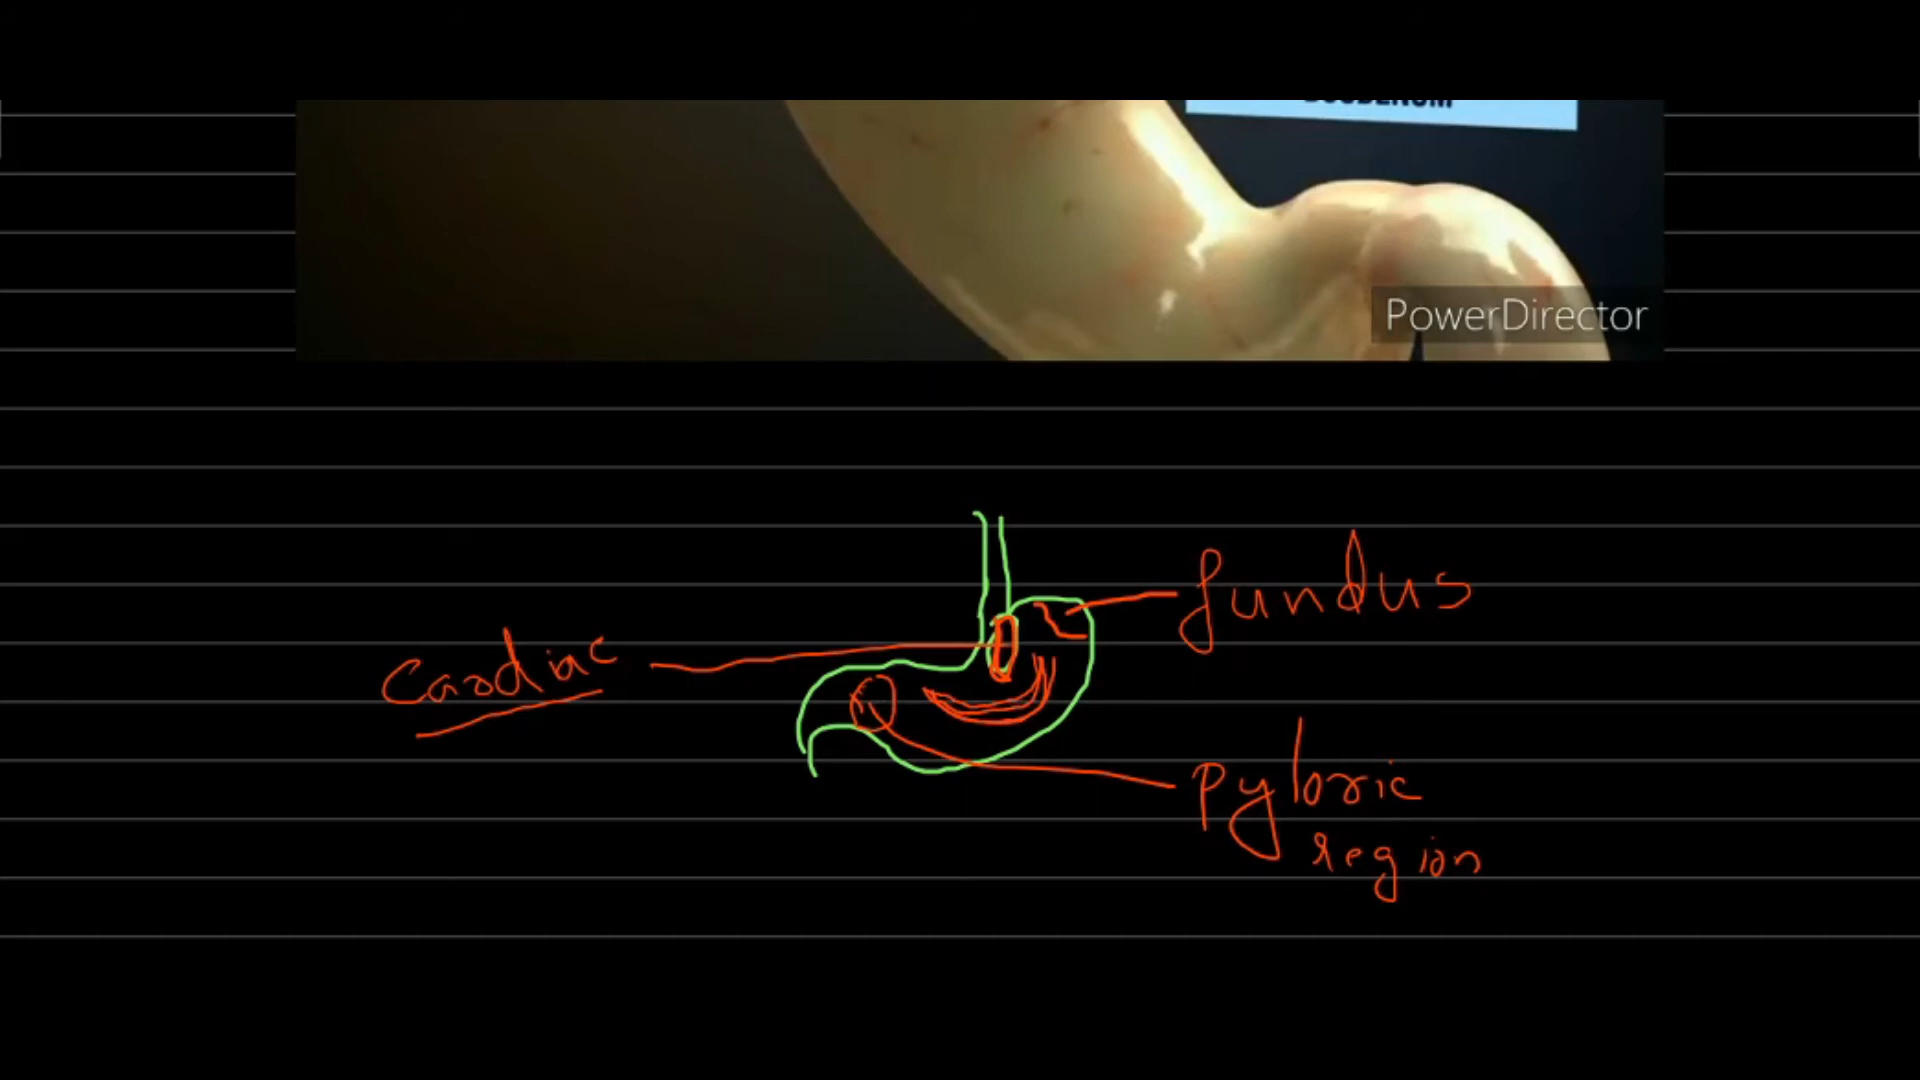 PowerDirector
fundus
Cardiac
Pyloric
region